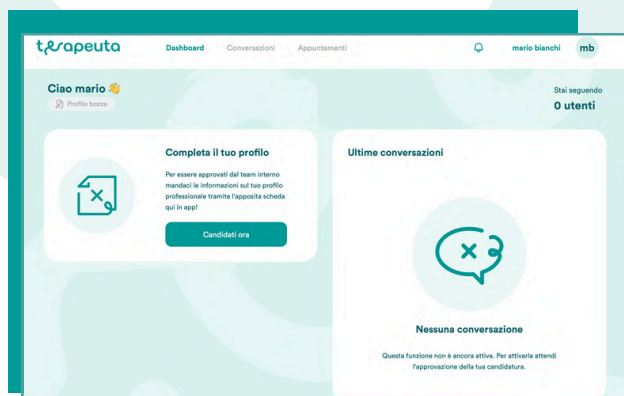 terapeuta
Dashboard Conversazioni Appuntamenti
mario bianchi mb
Ciao mario 👋
Profilo bozza
Stai seguendo
0 utenti
Completa il tuo profilo
Per essere approvati dal team interno
mandaci le informazioni sul tuo profilo
professionale tramite l'apposita scheda
qui in app!
Candidati ora
Ultime conversazioni
Nessuna conversazione
Questa funzione non è ancora attiva. Per attivarla attendi
l'approvazione della tua candidatura.